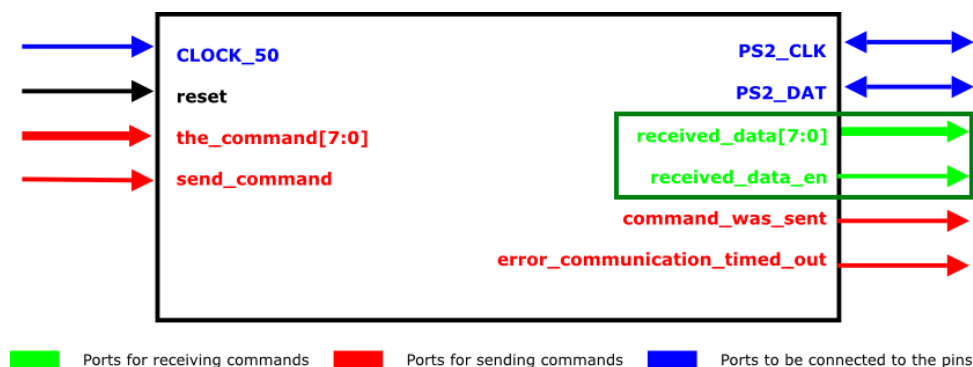 CLOCK_50
reset
the_command[7:0]
send_command
PS2_CLK
PS2_DAT
received_data[7:0]
received_data_en
command_was_sent
error_communication_timed_out
Ports for receiving commands
Ports for sending commands
Ports to be connected to the pins